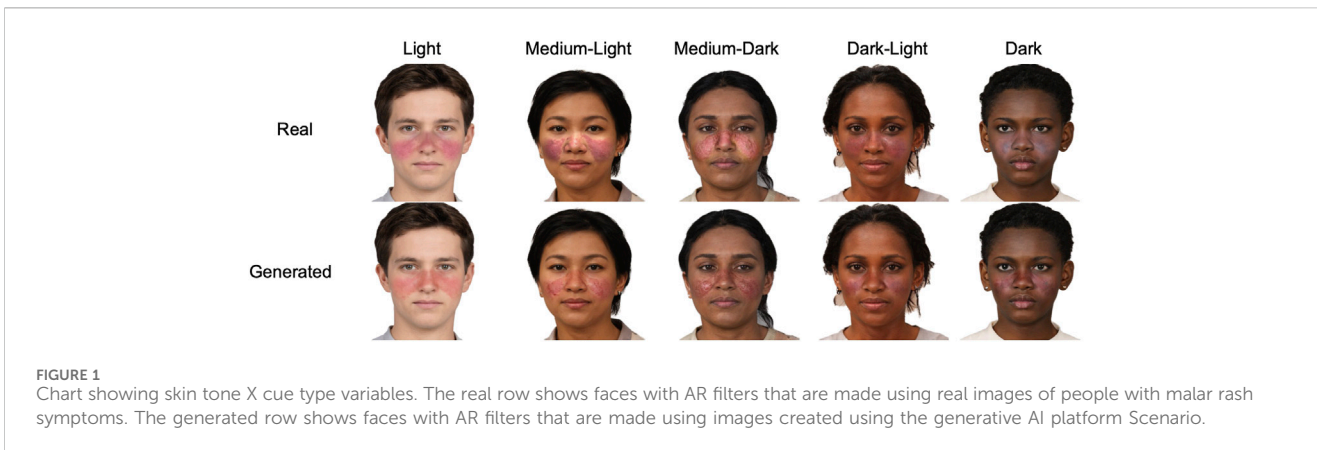 Light Medium-Light Medium-Dark Dark-Light Dark
Real
Generated
FIGURE 1
Chart showing skin tone X cue type variables. The real row shows faces with AR filters that are made using real images of people with malar rash
symptoms. The generated row shows faces with AR filters that are made using images created using the generative AI platform Scenario.